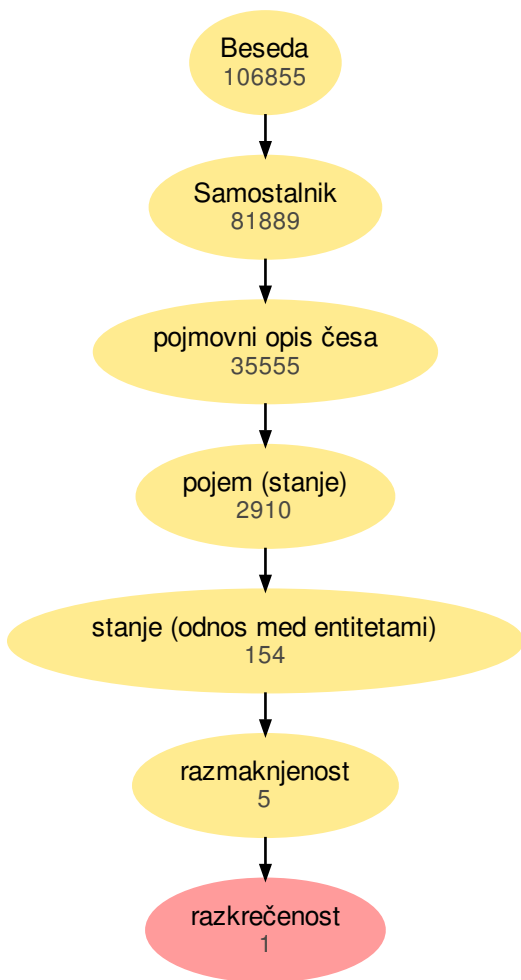 Beseda
106855
Samostalnik
81889
pojmovni opis česa
35555
pojem (stanje)
2910
stanje (odnos med entitetami)
154
razmaknjenost
5
razkrečenost
1